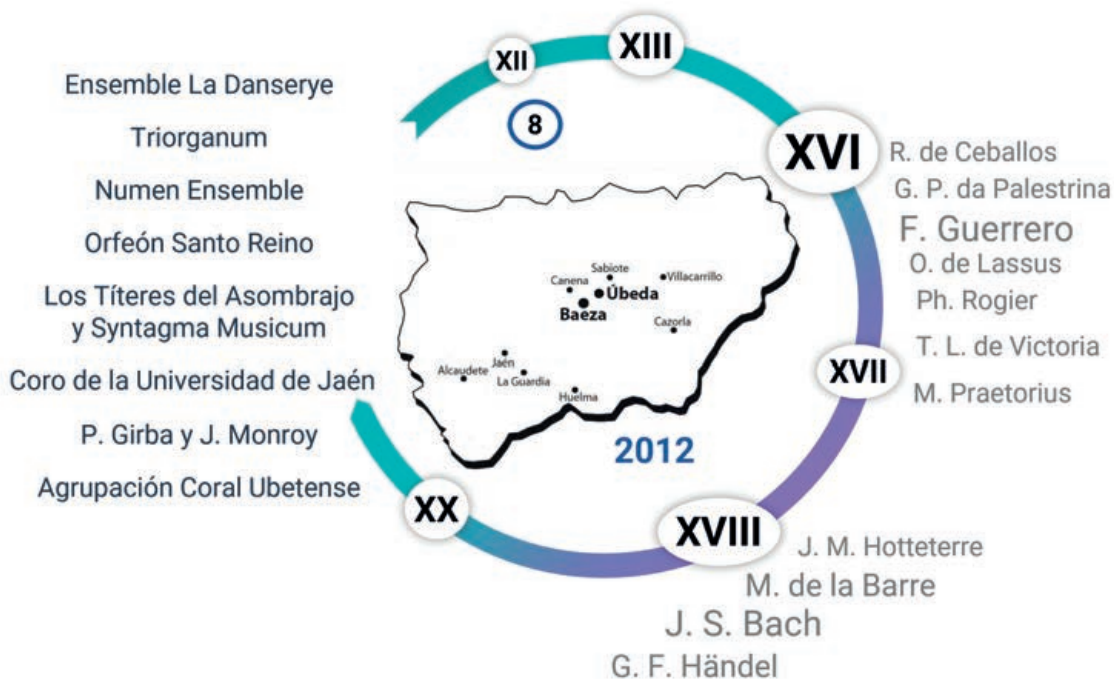 Ensemble La Danserye
Triorganum
Numen Ensemble
Orfeón Santo Reino
Los Títeres del Asombrajo
y Syntagma Musicum
Coro de la Universidad de Jaén
P. Girba y J. Monroy
Agrupación Coral Ubetense
XII
XIII
8
XVI
R. de Ceballos
G. P. da Palestrina
F. Guerrero
O. de Lassus
Ph. Rogier
T. L. de Victoria
XVII
M. Praetorius
Sabiote
Villacarrillo
Canena
Úbeda
Baeza
Cazorla
Jaén
Alcaudete
La Guardia
Huelma
2012
XX
XVIII
J. M. Hotteterre
M. de la Barre
J. S. Bach
G. F. Händel